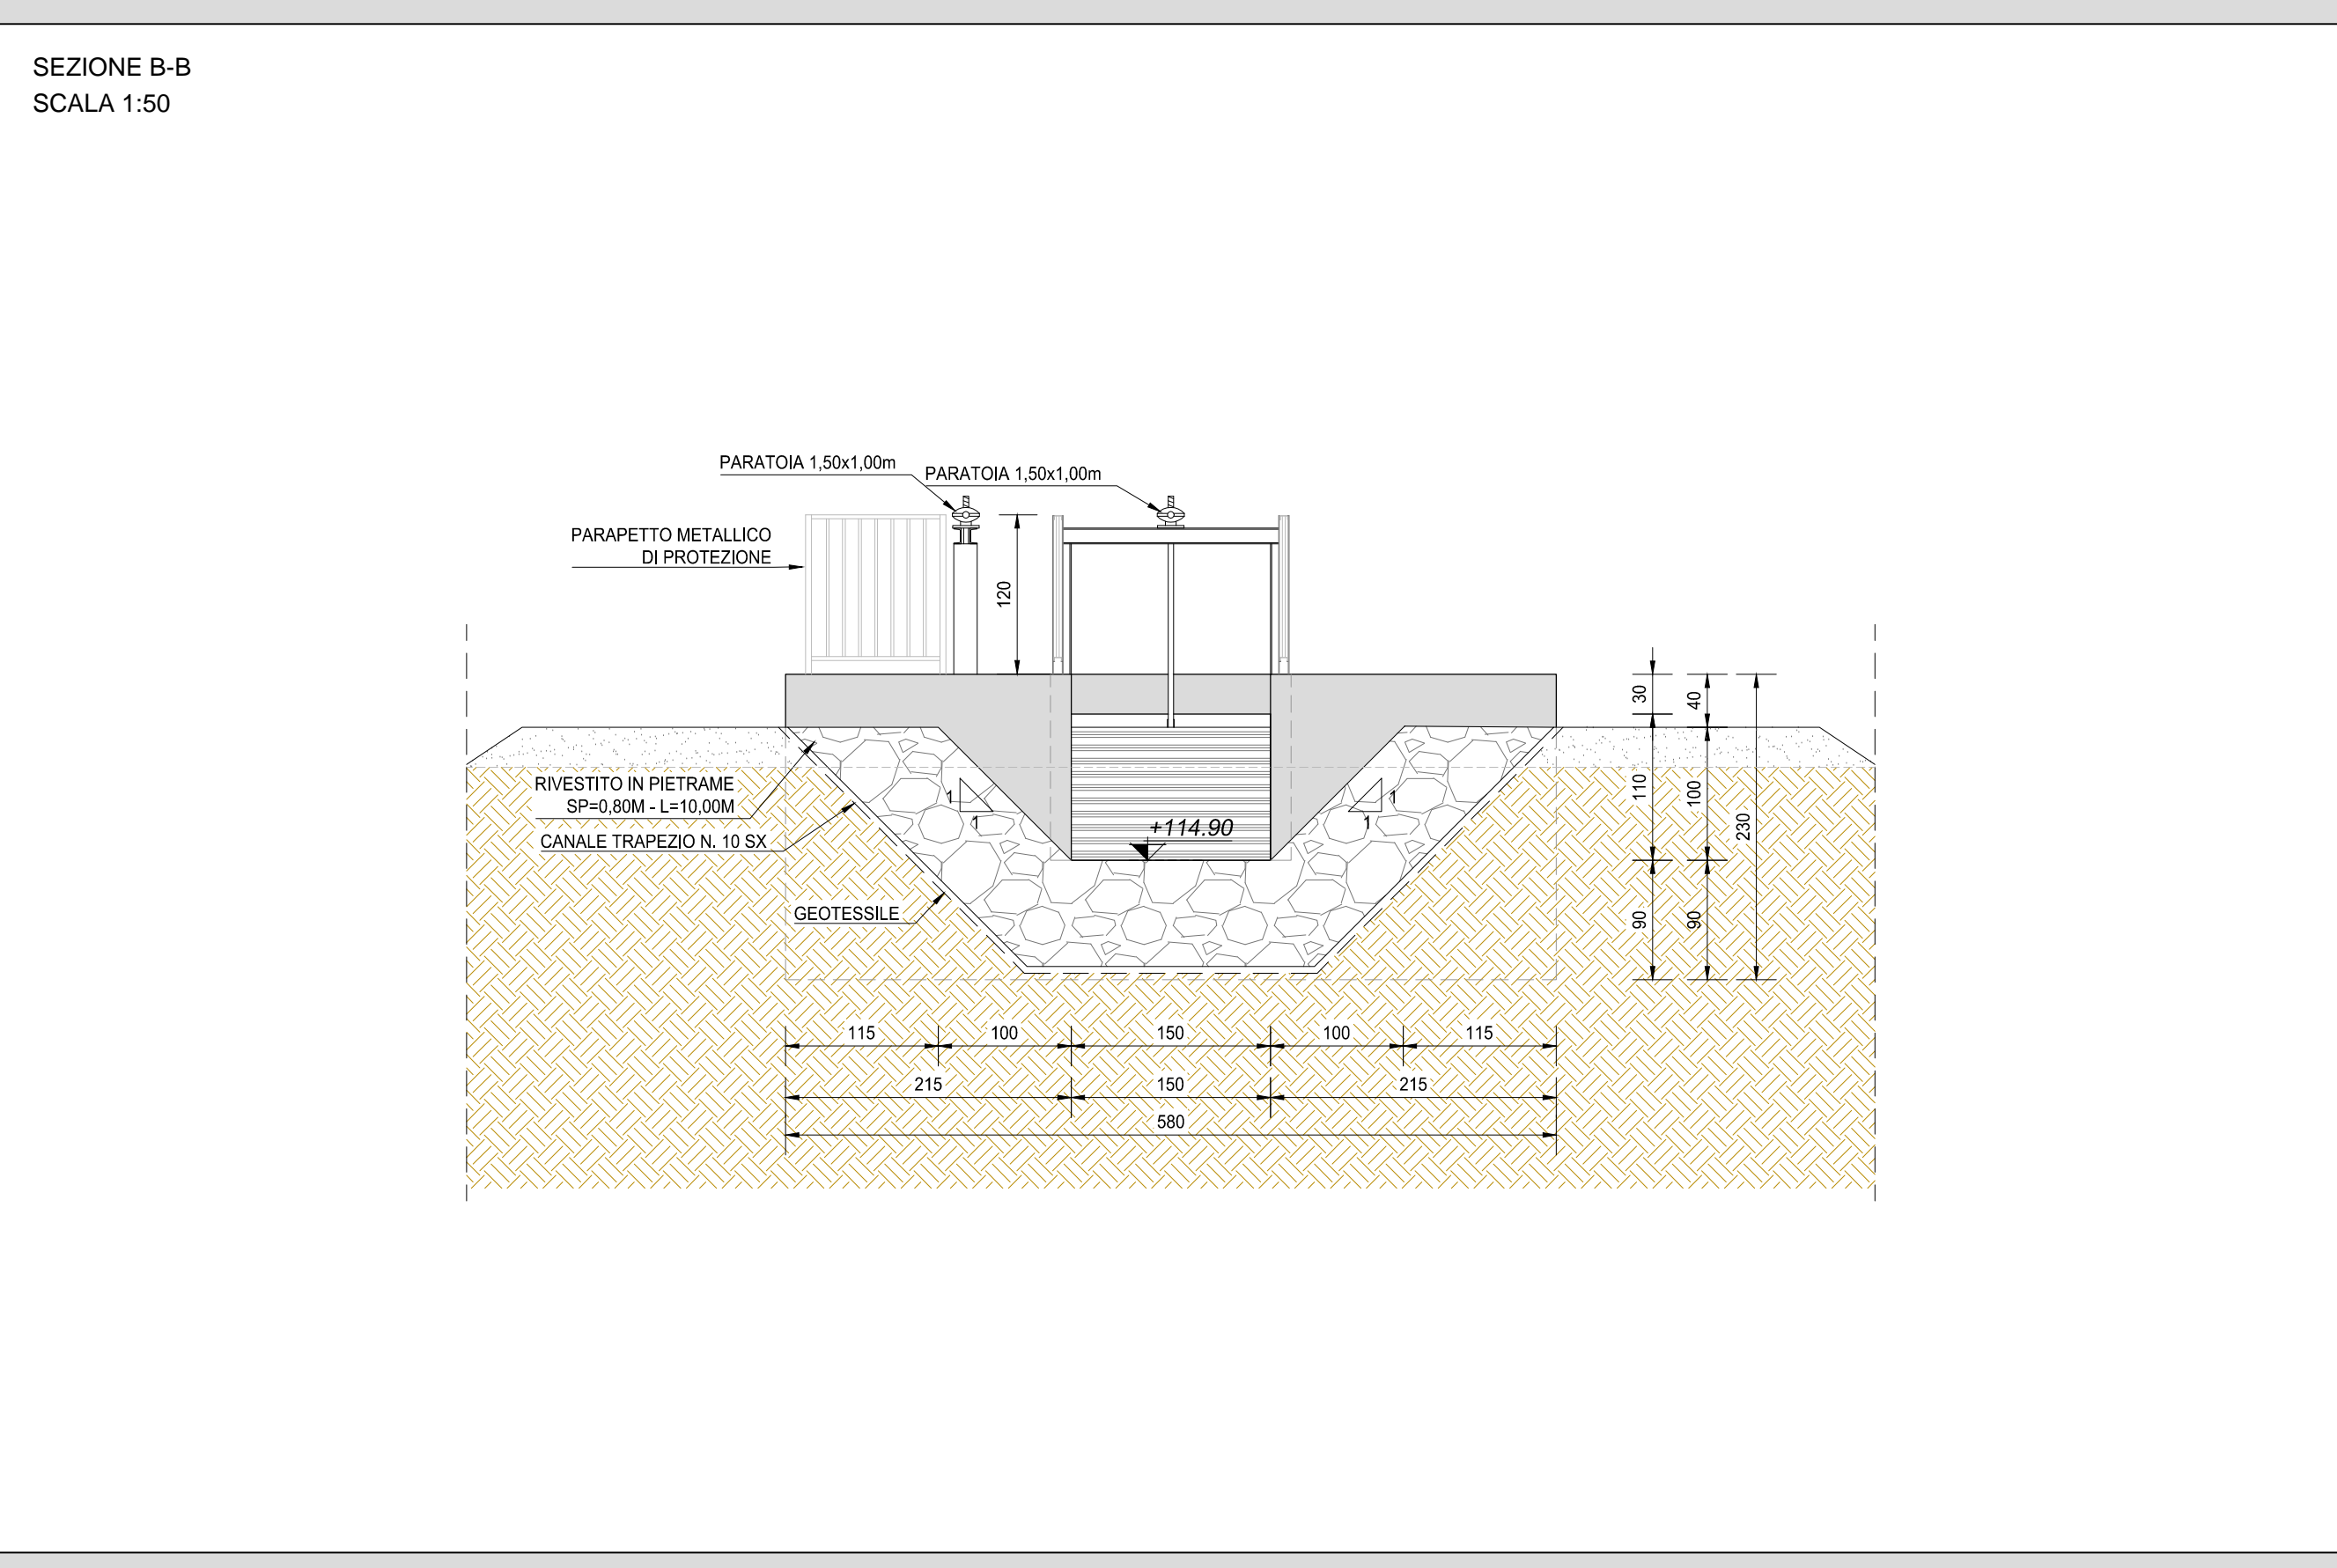 SEZIONE B-B
SCALA 1:50
PARATOIA 1,50x1,00m
PARATOIA 1,50x1,00m
PARAPETTO METALLICO
DI PROTEZIONE
120
30
40
110
100
230
90
90
RIVESTITO IN PIETRAME
SP=0,80M - L=10,00M
CANALE TRAPEZIO N. 10 SX
GEOTESSILE
1
1
1
1
+114.90
115
100
150
100
115
215
150
215
580